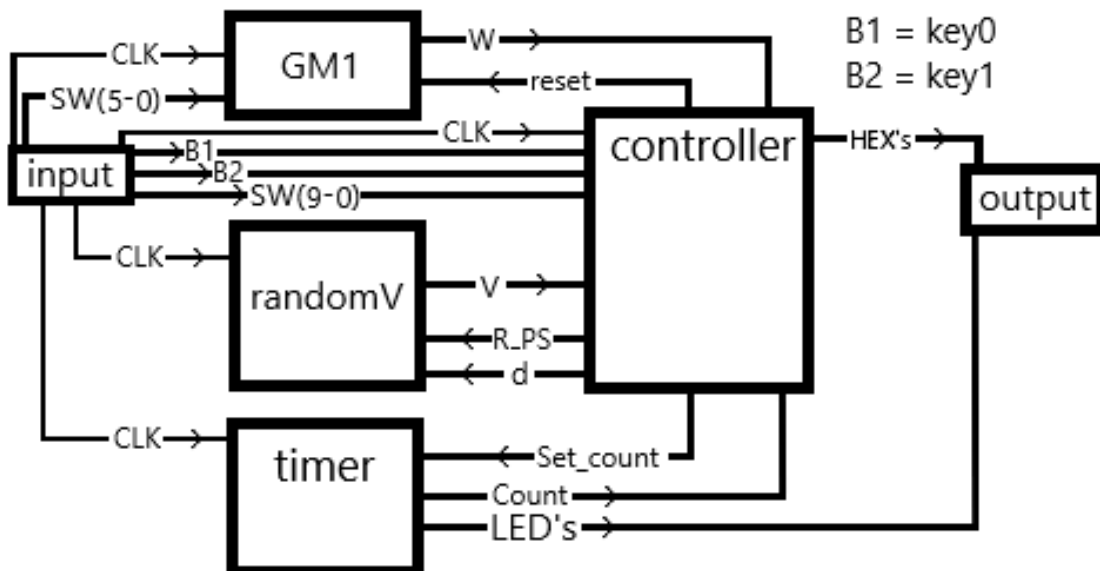 CLK
GM1
W
B1 = key0
reset
B2 = key1
SW(5-0)
CLK
controller
HEX's
B1
input
B2
output
SW(9-0)
CLK
randomV
V
R_PS
d
CLK
timer
Set_count
Count
LED's